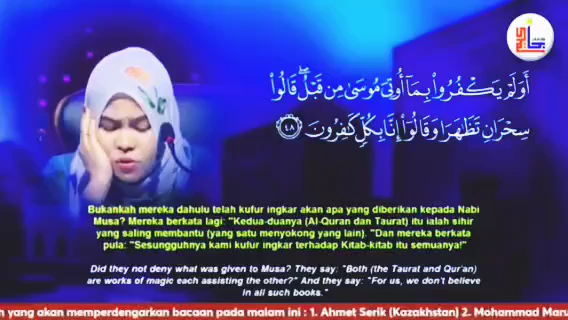 أَوَلَمْ يَكْفُرُوا۟ بِمَآ أُوتِىَ مُوسَىٰ مِن قَبْلُ ۖ قَالُوا۟
سِحْرَانِ تَظَٰهَرَا وَقَالُوٓا۟ إِنَّا بِكُلٍّ كَٰفِرُونَ ٤٨
Bukankah mereka dahulu telah kufur ingkar akan apa yang diberikan kepada Nabi
Musa? Mereka berkata lagi: "Kedua-duanya (Al-Quran dan Taurat) itu ialah sihir
yang saling membantu (yang satu menyokong yang lain). "Dan mereka berkata
pula: "Sesungguhnya kami kufur ingkar terhadap Kitab-kitab itu semuanya!"
Did they not deny what was given to Musa? They say: "Both (the Taurat and Qur'an)
are works of magic each assisting the other?" And they say: "For us, we don't believe
in all such books."
yang akan memperdengarkan bacaan pada malam ini : 1. Ahmet Serik (Kazakhstan) 2. Mohammad